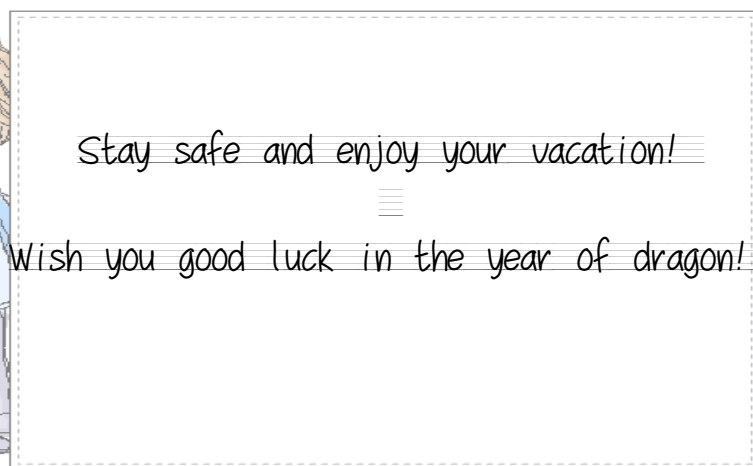 Stay safe and enjoy your vacation!
Wish you good luck in the year of dragon!